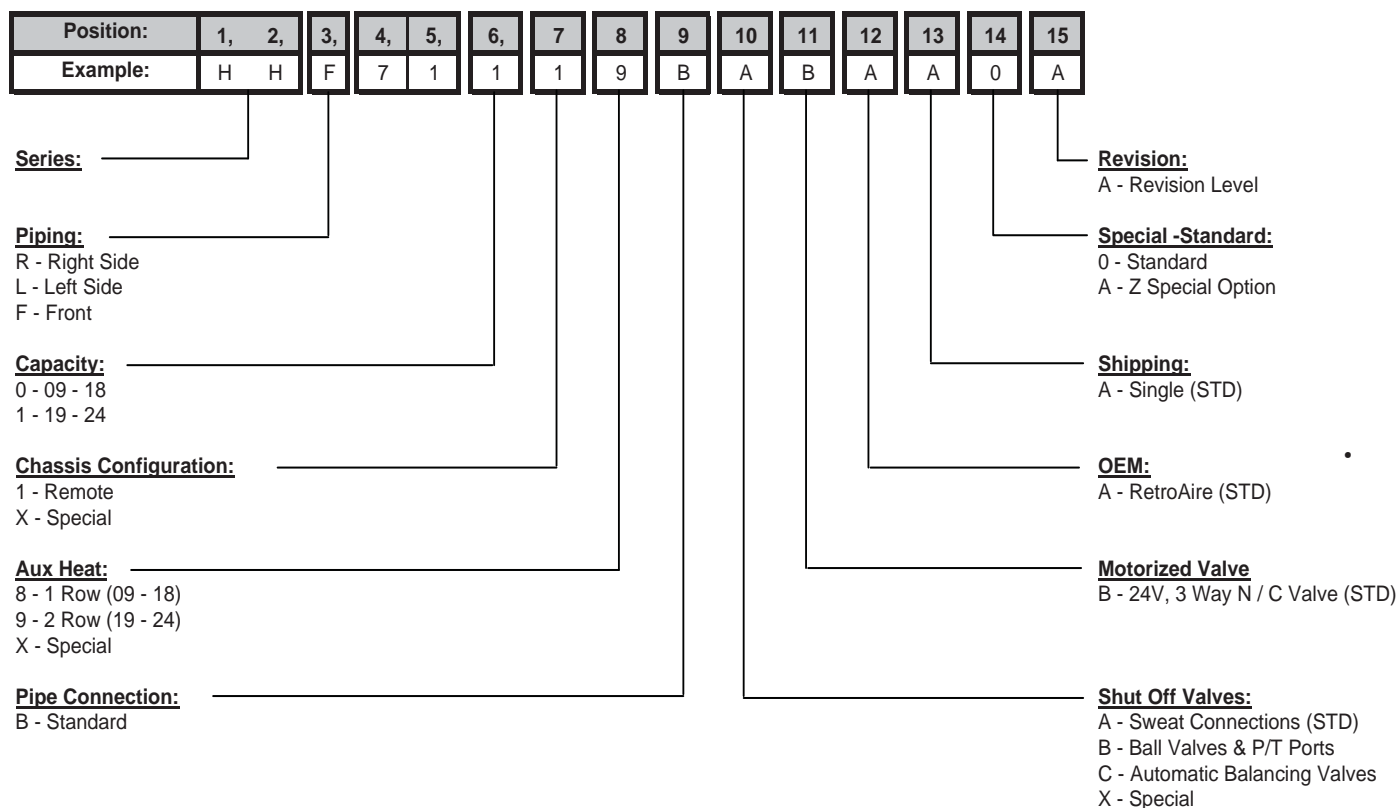 Position: 1, 2, 3, 4, 5, 6, 7 8 9 10 11 12 13 14 15
Example: H H F 7 1 1 1 9 B A B A A 0 A
Series:
Piping:
R - Right Side
L - Left Side
F - Front
Capacity:
0 - 09 - 18
1 - 19 - 24
Chassis Configuration:
1 - Remote
X - Special
Aux Heat:
8 - 1 Row (09 - 18)
9 - 2 Row (19 - 24)
X - Special
Pipe Connection:
B - Standard
Revision:
A - Revision Level
Special -Standard:
0 - Standard
A - Z Special Option
Shipping:
A - Single (STD)
OEM:
A - RetroAire (STD)
Motorized Valve
B - 24V, 3 Way N / C Valve (STD)
Shut Off Valves:
A - Sweat Connections (STD)
B - Ball Valves & P/T Ports
C - Automatic Balancing Valves
X - Special